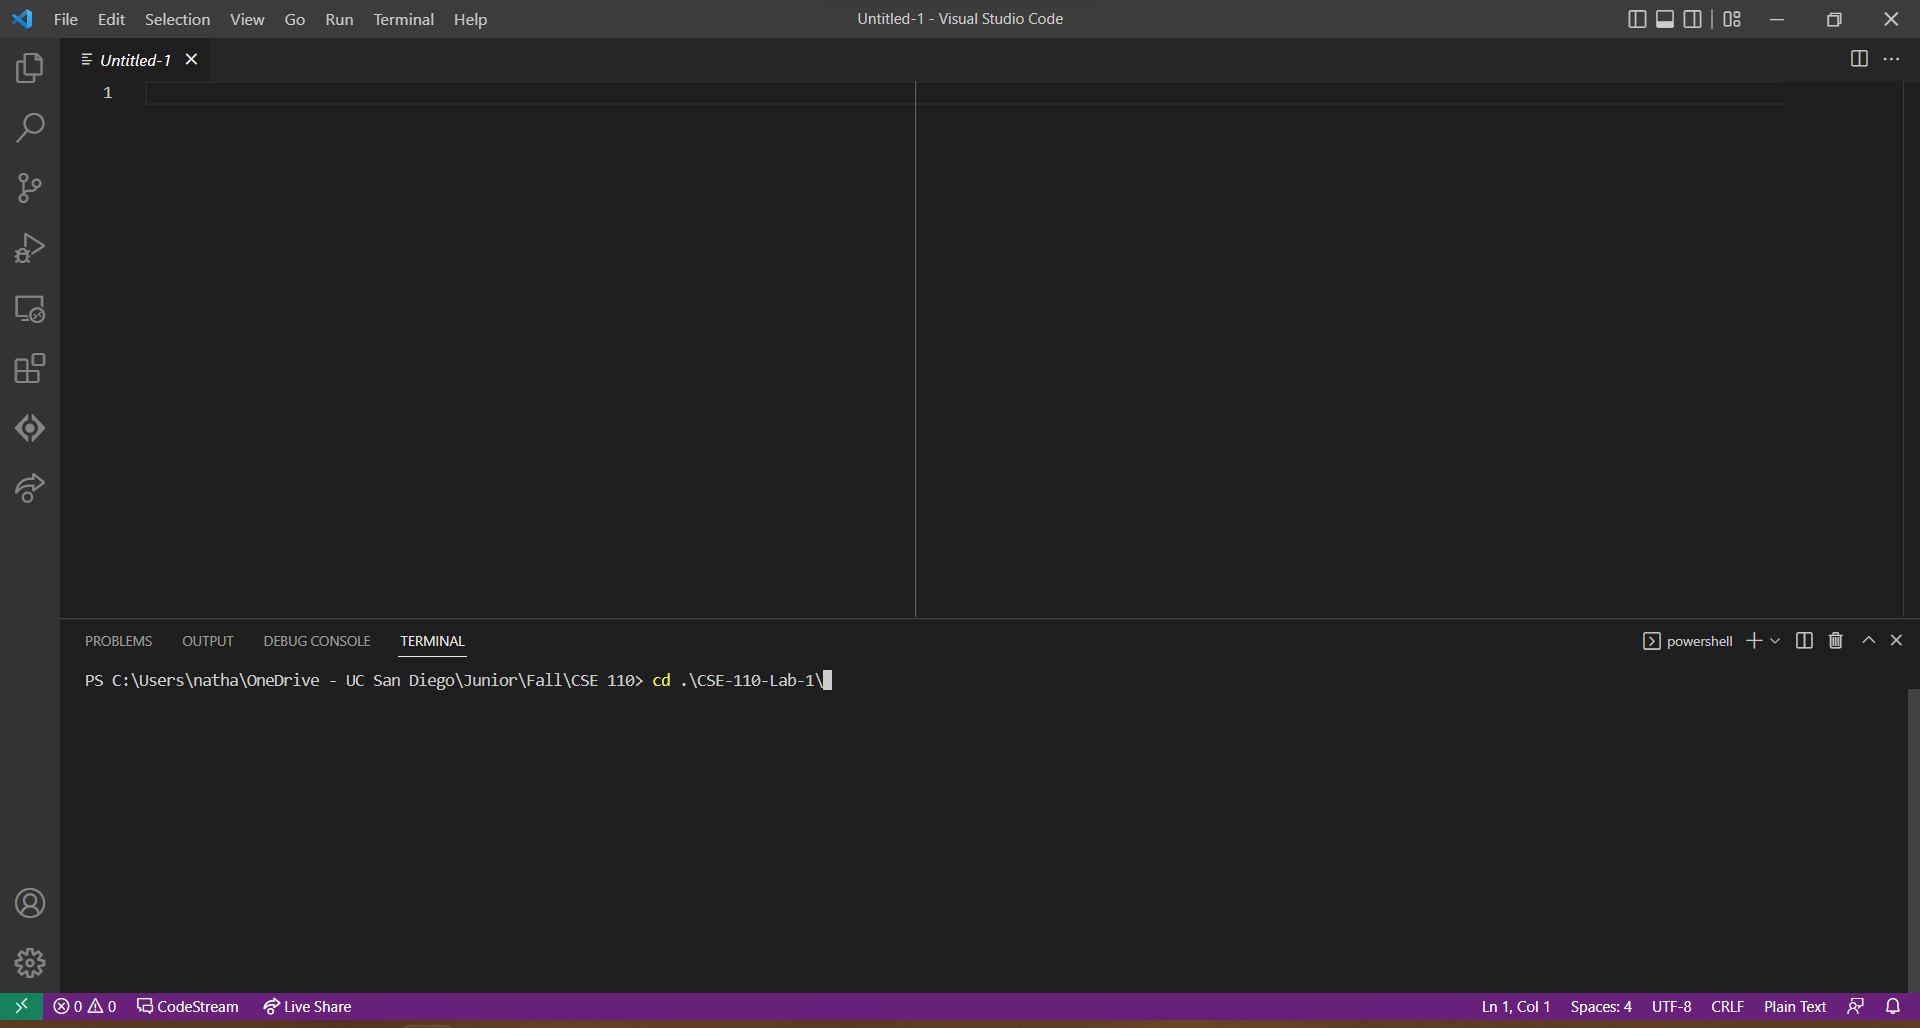 File Edit Selection View Go Run Terminal Help Untitled-1 - Visual Studio Code
Untitled-1
1
PROBLEMS OUTPUT DEBUG CONSOLE TERMINAL powershell
PS C:\Users\natha\OneDrive - UC San Diego\Junior\Fall\CSE 110> cd .\CSE-110-Lab-1\
0 0 CodeStream Live Share Ln 1, Col 1 Spaces: 4 UTF-8 CRLF Plain Text